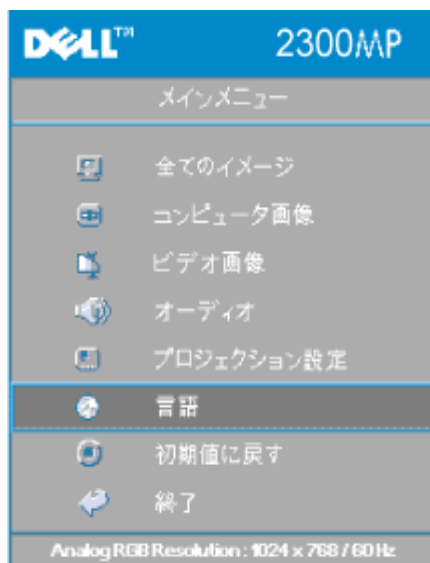 DELL™ 2300MP
メインメニュー
全てのイメージ
コンピュータ画像
ビデオ画像
オーディオ
プロジェクション設定
言語
初期値に戻す
終了
Analog RGB Resolution : 1024 x 768 / 60 Hz